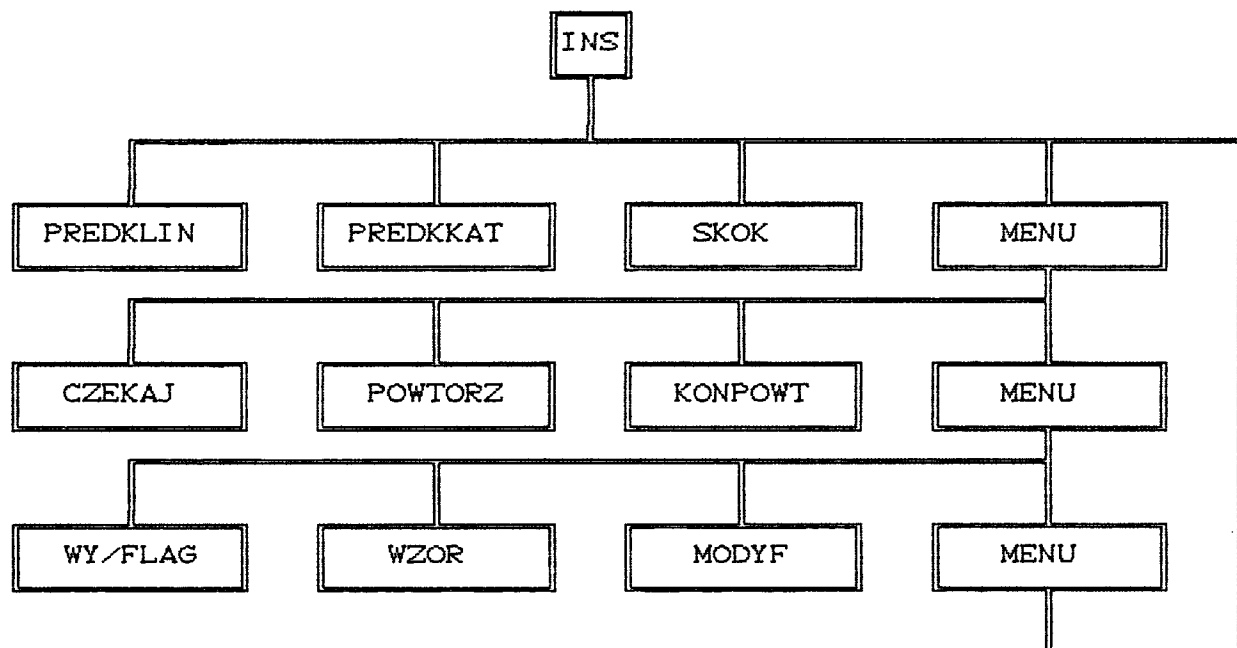 INS
PREDKLIN PREDKKAT SKOK MENU
CZEKAJ POWTORZ KONPOWT MENU
WY/FLAG WZOR MODYF MENU